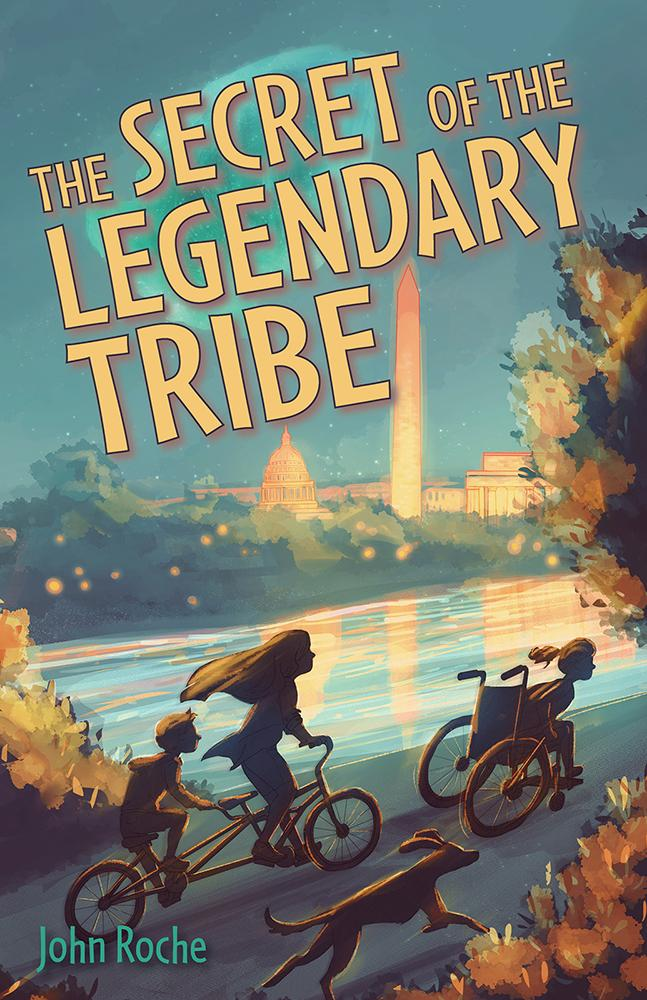 THE SECRET OF THE
LEGENDARY
TRIBE
John Roche